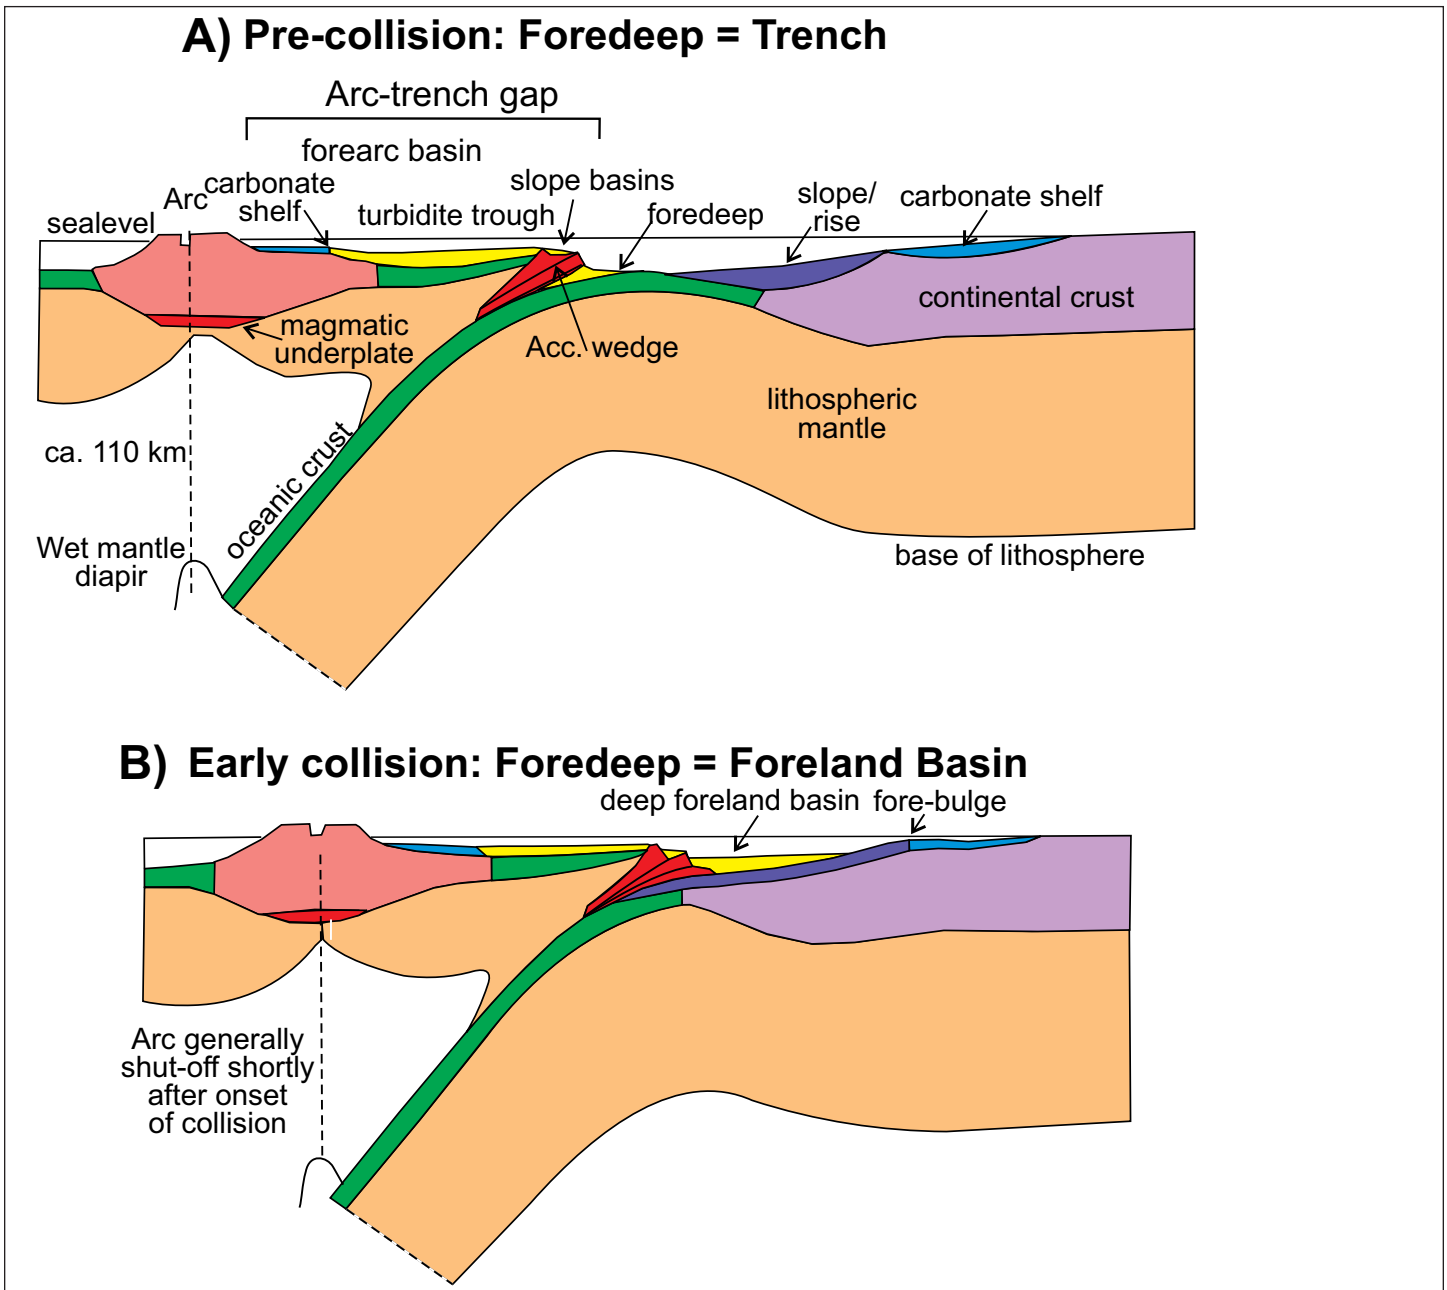 A) Pre-collision: Foredeep = Trench
Arc-trench gap
forearc basin
Arc
carbonate
shelf
slope basins
slope/
rise
carbonate shelf
sealevel
turbidite trough
foredeep
continental crust
magmatic
underplate
Acc. wedge
lithospheric
mantle
ca. 110 km
oceanic crust
Wet mantle
diapir
base of lithosphere
B) Early collision: Foredeep = Foreland Basin
deep foreland basin
fore-bulge
Arc generally
shut-off shortly
after onset
of collision